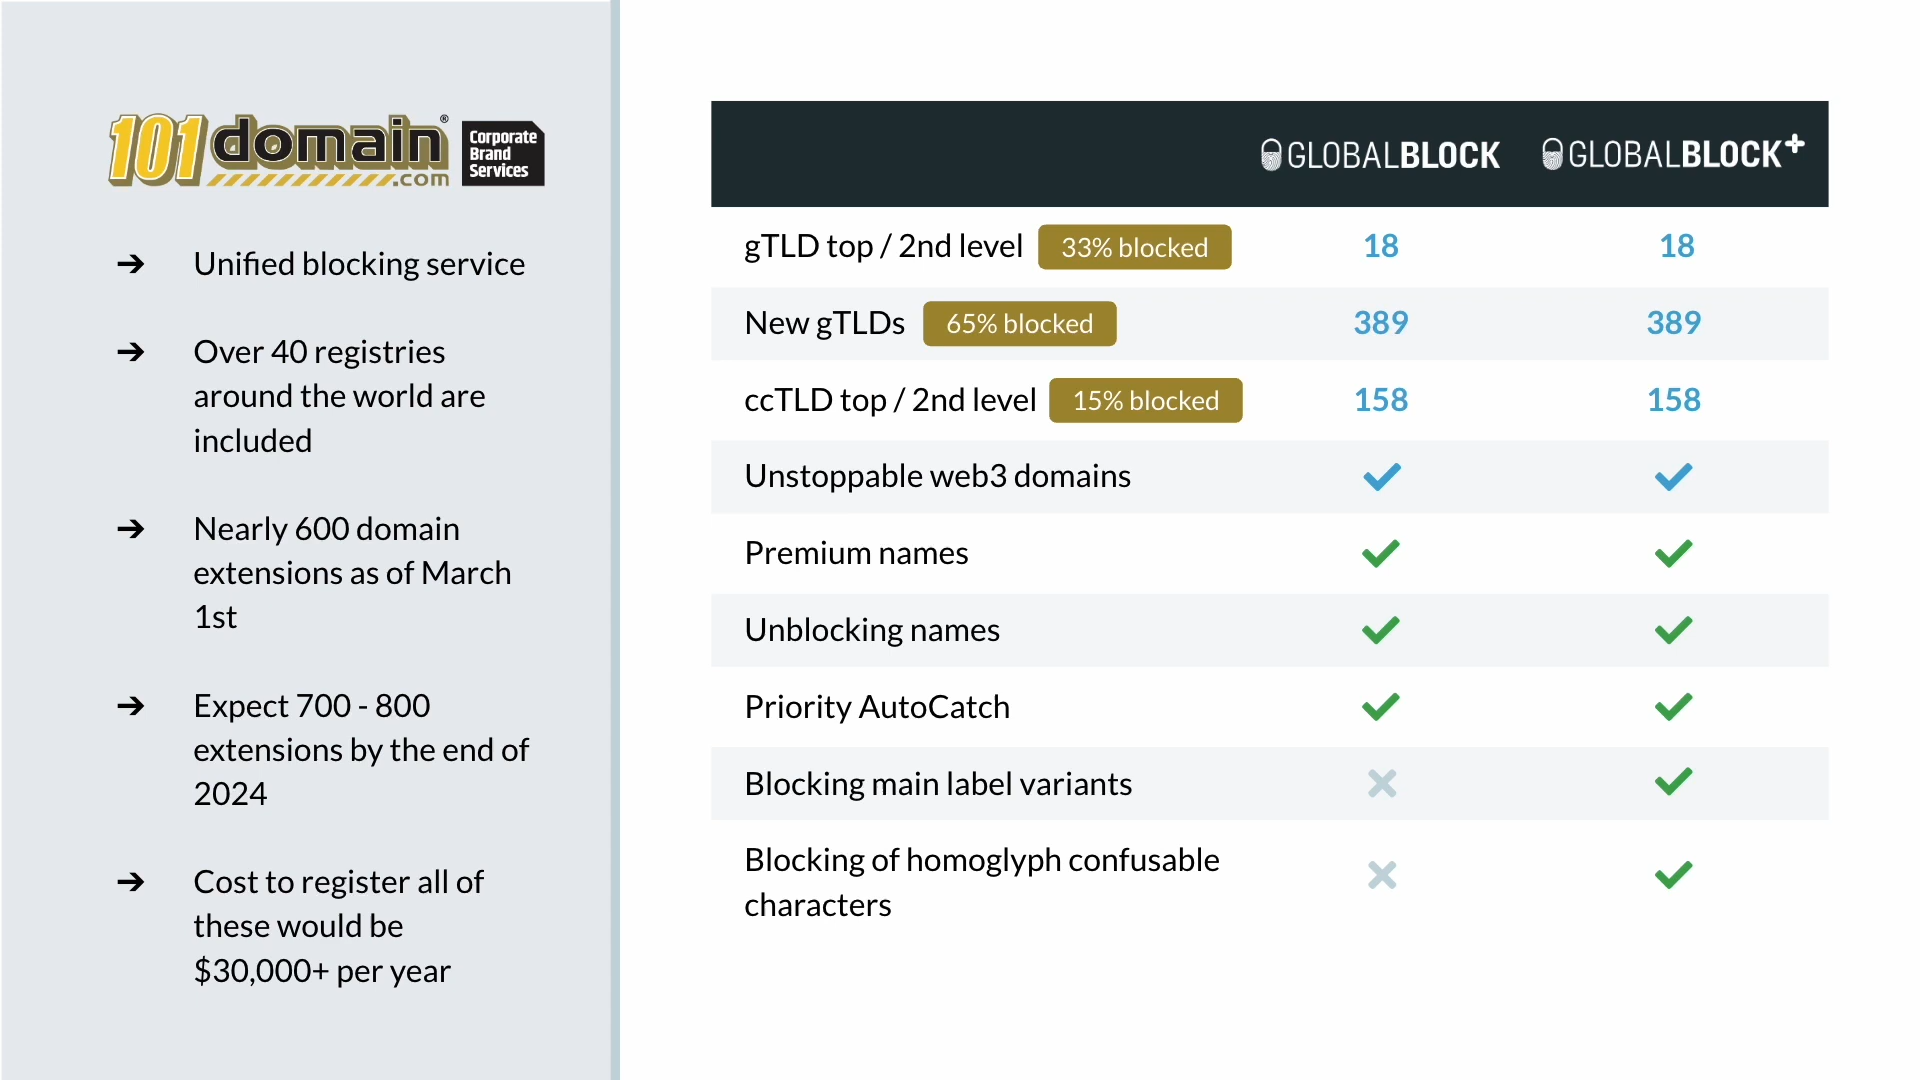 101domain®
.com
Corporate
Brand
Services
➔ Unified blocking service
➔ Over 40 registries
around the world are
included
➔ Nearly 600 domain
extensions as of March
1st
➔ Expect 700 - 800
extensions by the end of
2024
➔ Cost to register all of
these would be
$30,000+ per year
GLOBALBLOCK GLOBALBLOCK+
gTLD top / 2nd level 33% blocked 18 18
New gTLDs 65% blocked 389 389
ccTLD top / 2nd level 15% blocked 158 158
Unstoppable web3 domains
Premium names
Unblocking names
Priority AutoCatch
Blocking main label variants
Blocking of homoglyph confusable
characters